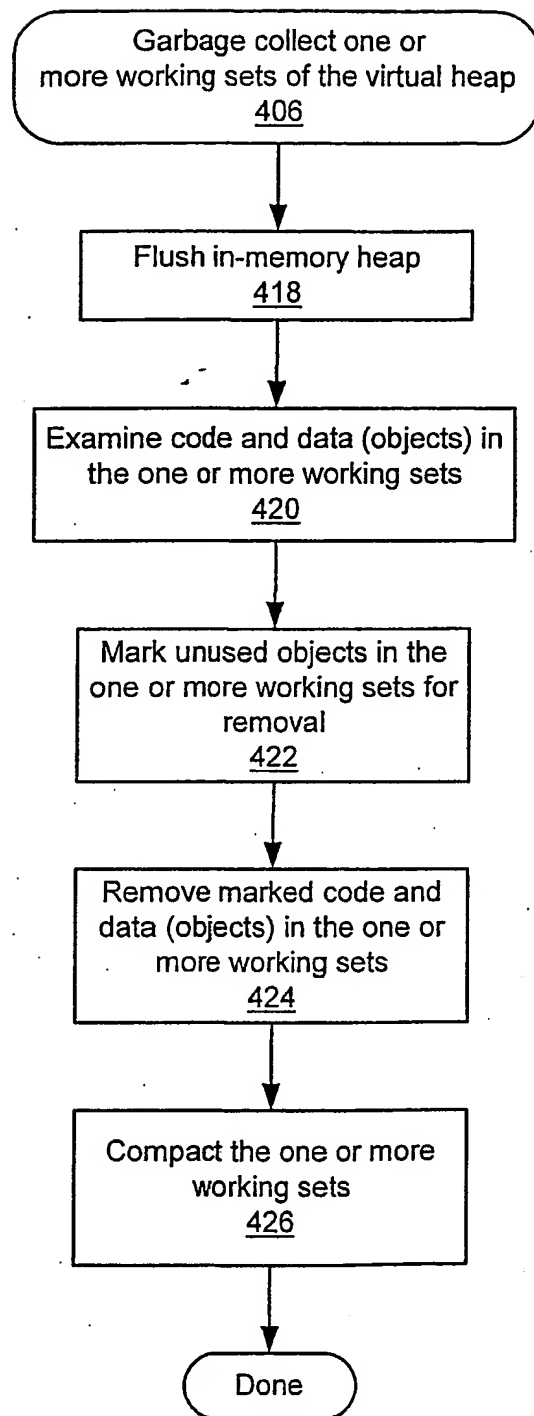 Garbage collect one or
more working sets of the virtual heap
406
Flush in-memory heap
418
Examine code and data (objects) in
the one or more working sets
420
Mark unused objects in the
one or more working sets for
removal
422
Remove marked code and
data (objects) in the one or
more working sets
424
Compact the one or more
working sets
426
Done